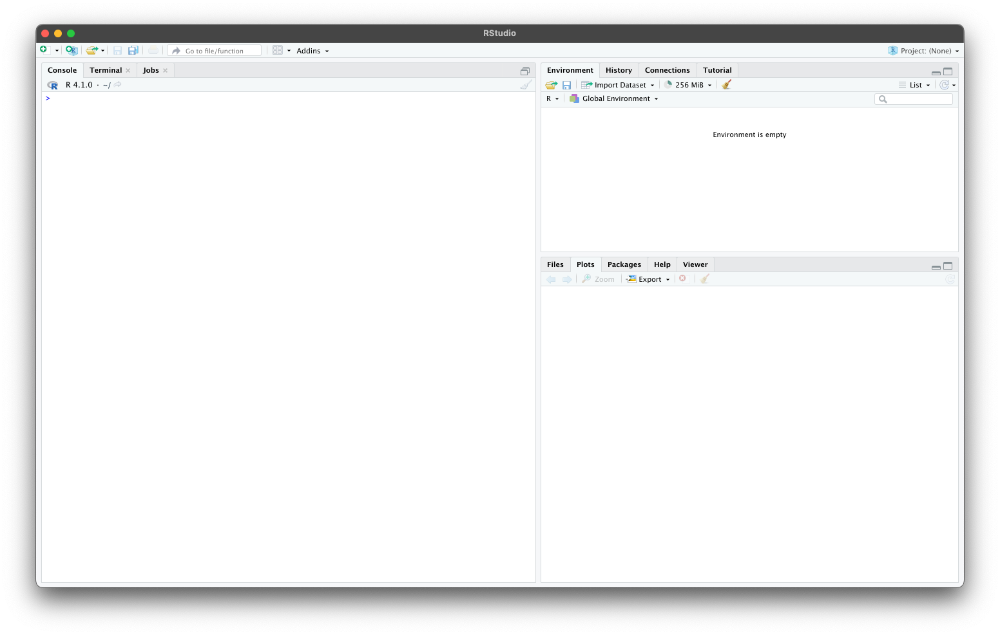 RStudio
Go to file/function
Addins
Project: (None)
Console Terminal Jobs
R 4.1.0 · ~/
>
Environment History Connections Tutorial
Import Dataset 256 MiB List
R Global Environment
Environment is empty
Files Plots Packages Help Viewer
Zoom Export